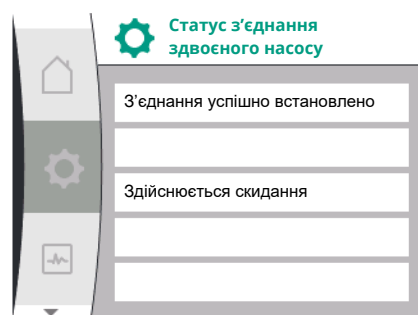 Статус з’єднання
здвоєного насосу
З’єднання успішно встановлено
Здійснюється скидання